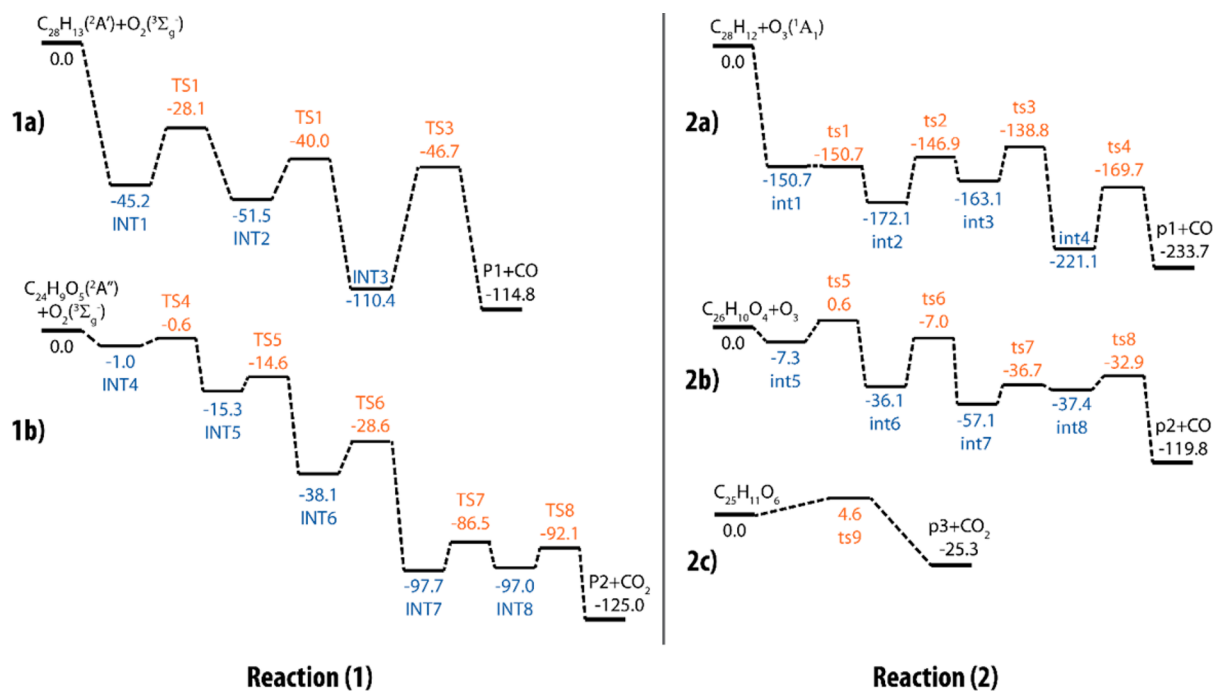 C₂₈H₁₃(²A')+O₂(³Σg⁻)
0.0
1a)
TS1
-28.1
TS1
-40.0
TS3
-46.7
-45.2
INT1
-51.5
INT2
INT3
-110.4
P1+CO
-114.8
C₂₄H₉O₅(²A")
+O₂(³Σg⁻)
0.0
1b)
TS4
-0.6
-1.0
INT4
TS5
-14.6
-15.3
INT5
TS6
-28.6
-38.1
INT6
TS7
-86.5
TS8
-92.1
-97.7
INT7
-97.0
INT8
P2+CO₂
-125.0
Reaction (1)
C₂₈H₁₂+O₃(¹A₁)
0.0
2a)
ts1
-150.7
-150.7
int1
ts2
-146.9
ts3
-138.8
ts4
-169.7
-172.1
int2
-163.1
int3
int4
-221.1
p1+CO
-233.7
C₂₆H₁₀O₄+O₃
0.0
2b)
ts5
0.6
-7.3
int5
ts6
-7.0
-36.1
int6
ts7
-36.7
ts8
-32.9
-57.1
int7
-37.4
int8
p2+CO
-119.8
C₂₅H₁₁O₆
0.0
2c)
4.6
ts9
p3+CO₂
-25.3
Reaction (2)